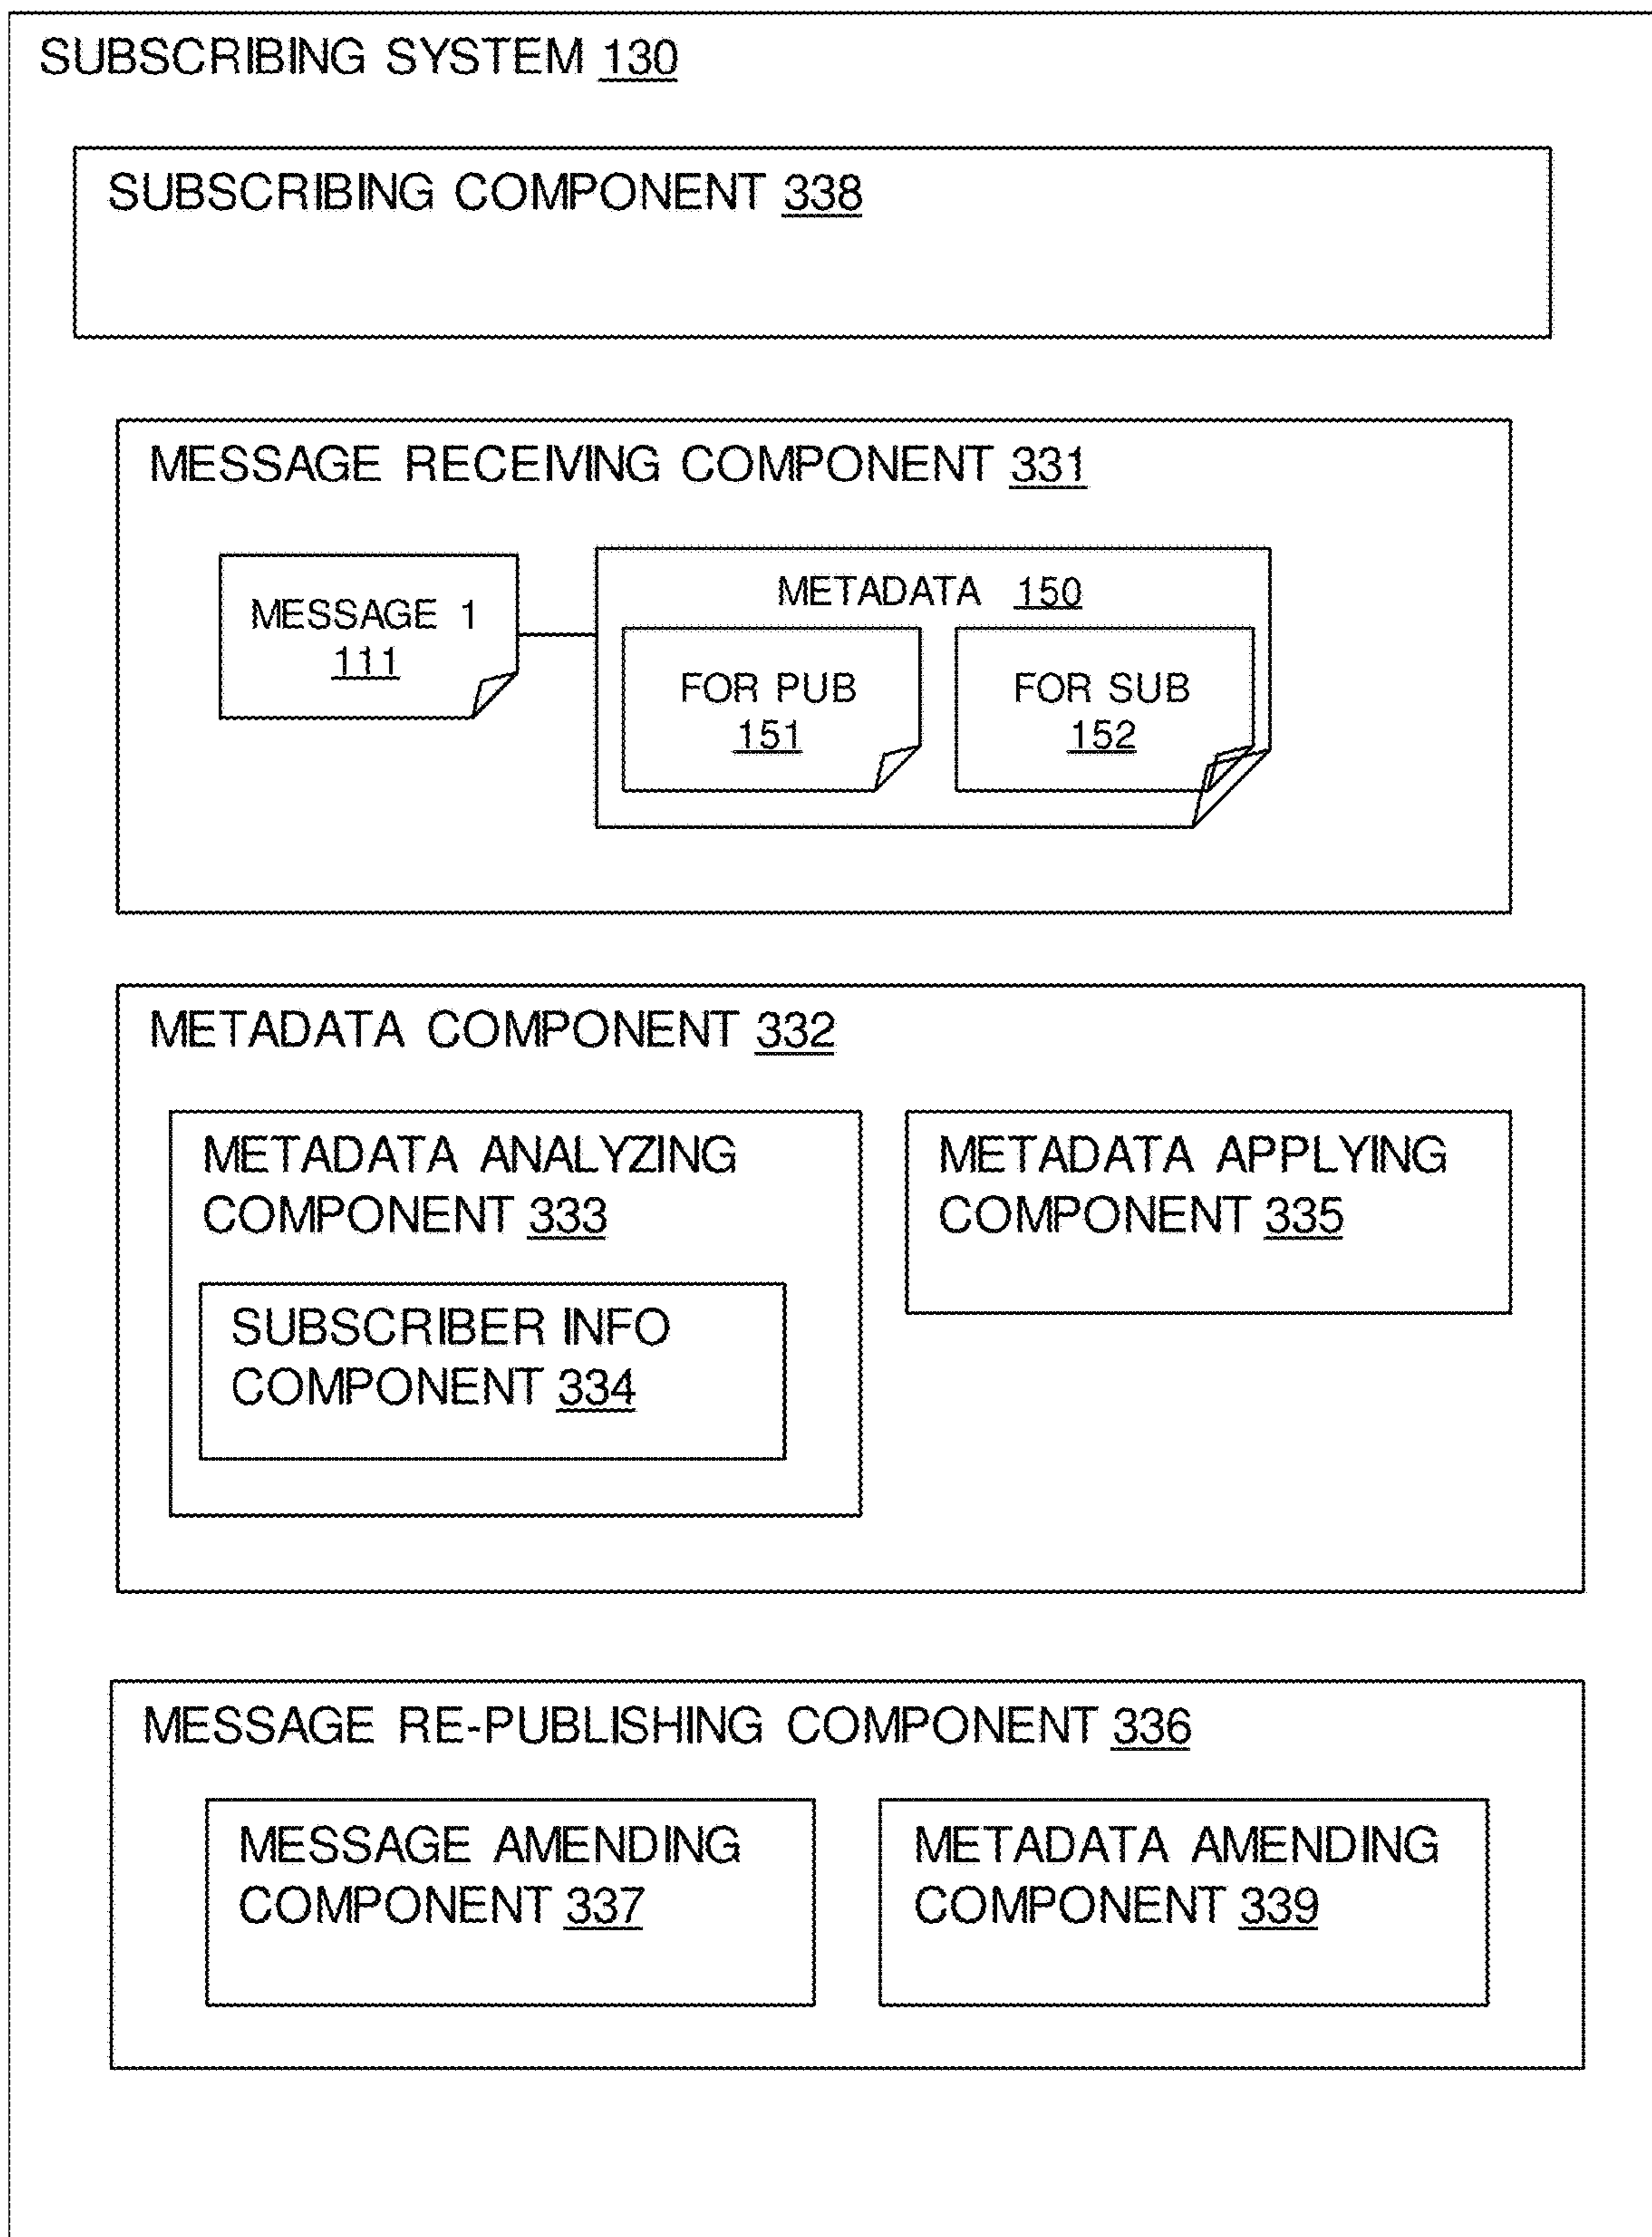 SUBSCRIBING SYSTEM 130
SUBSCRIBING COMPONENT 338
MESSAGE RECEIVING COMPONENT 331
MESSAGE 1
111
METADATA 150
FOR PUB
151
FOR SUB
152
METADATA COMPONENT 332
METADATA ANALYZING
COMPONENT 333
SUBSCRIBER INFO
COMPONENT 334
METADATA APPLYING
COMPONENT 335
MESSAGE RE-PUBLISHING COMPONENT 336
MESSAGE AMENDING
COMPONENT 337
METADATA AMENDING
COMPONENT 339